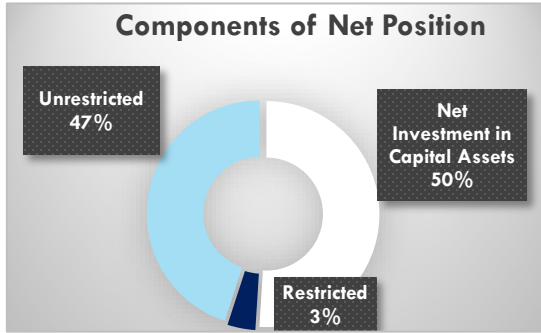 Components of Net Position
Unrestricted
47%
Net
Investment in
Capital Assets
50%
Restricted
3%